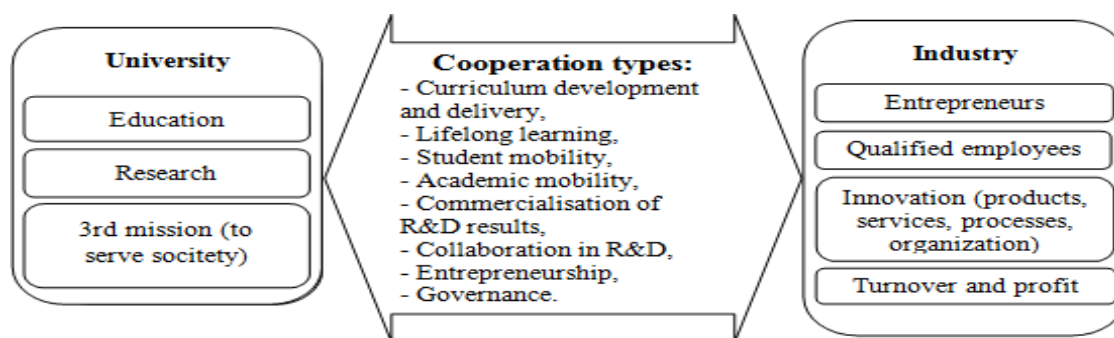 University
Education
Research
3rd mission (to
serve socitety)
Cooperation types:
- Curriculum development
and delivery,
- Lifelong learning,
- Student mobility,
- Academic mobility,
- Commercialisation of
R&D results,
- Collaboration in R&D,
- Entrepreneurship,
- Governance.
Industry
Entrepreneurs
Qualified employees
Innovation (products,
services, processes,
organization)
Turnover and profit